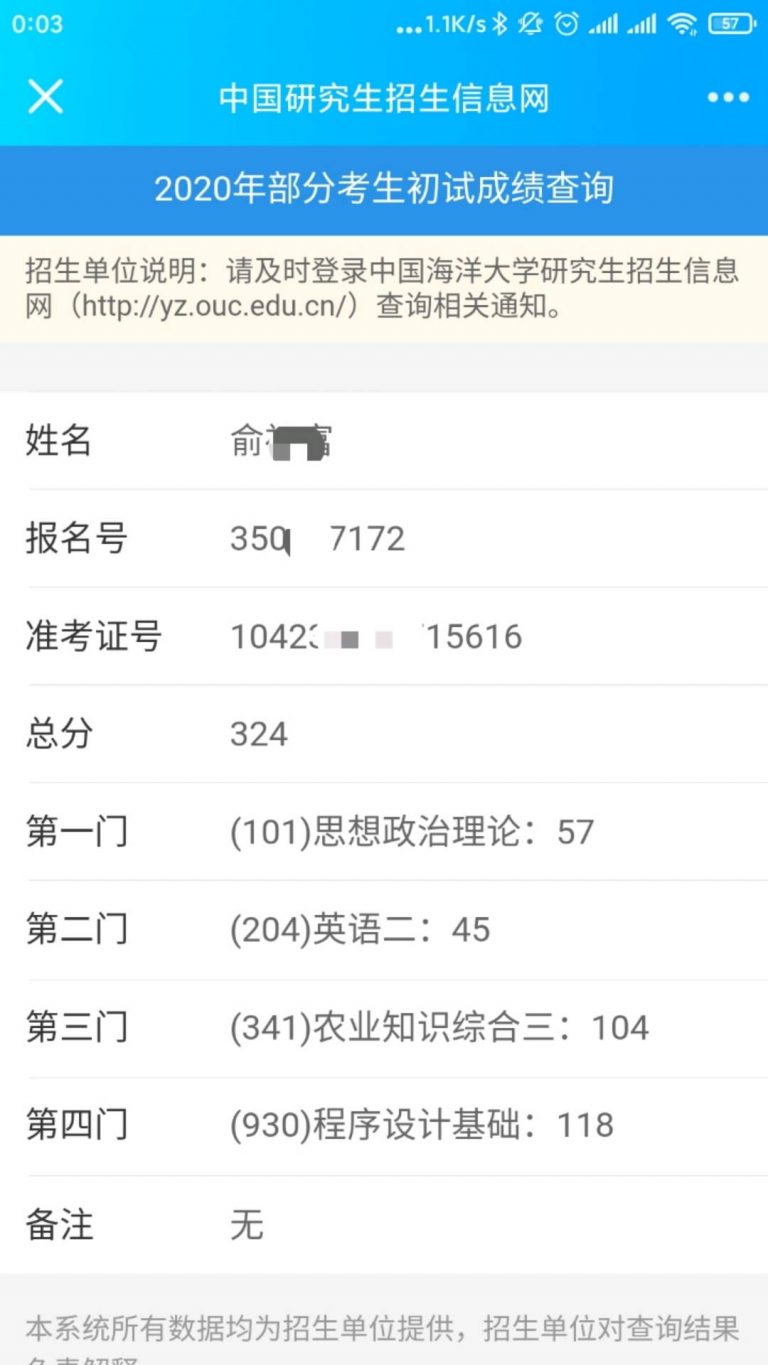 0:03 ...1.1K/s 57
中国研究生招生信息网
2020年部分考生初试成绩查询
招生单位说明：请及时登录中国海洋大学研究生招生信息
网（http://yz.ouc.edu.cn/）查询相关通知。
姓名 俞 富
报名号 350 7172
准考证号 10423 15616
总分 324
第一门 (101)思想政治理论：57
第二门 (204)英语二：45
第三门 (341)农业知识综合三：104
第四门 (930)程序设计基础：118
备注 无
本系统所有数据均为招生单位提供，招生单位对查询结果